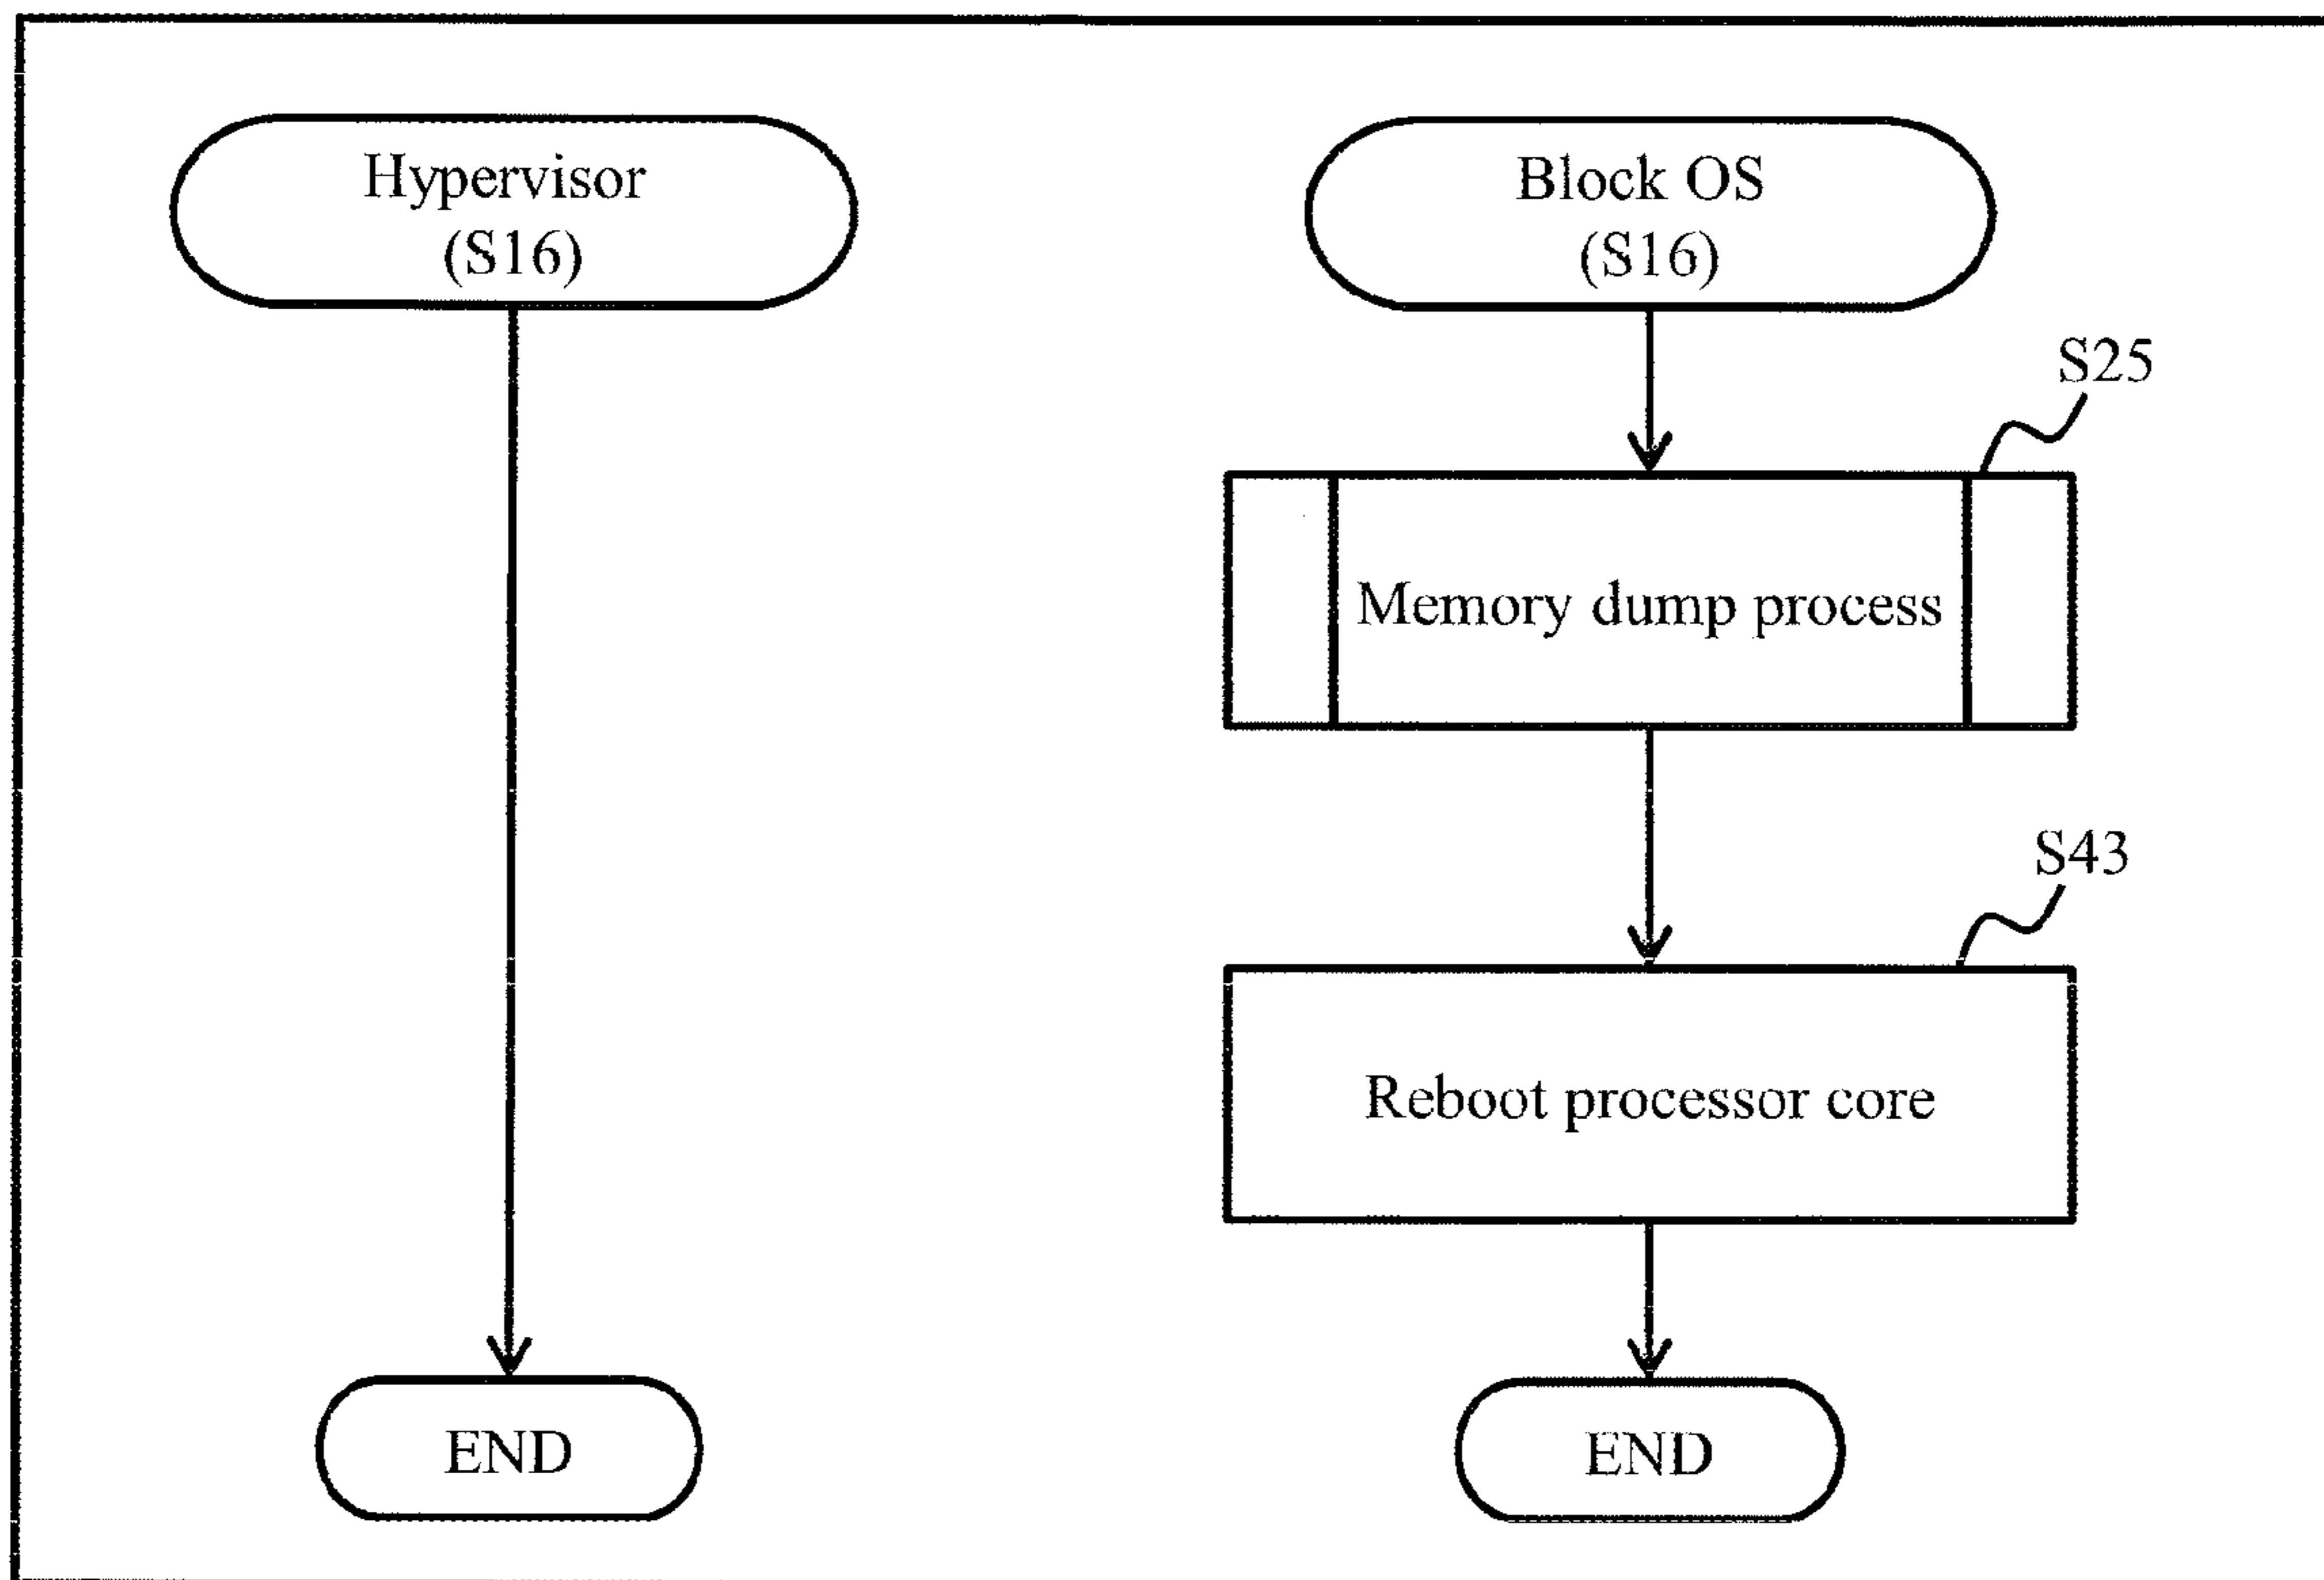 Hypervisor
(S16)
Block OS
(S16)
S25
Memory dump process
S43
Reboot processor core
END
END